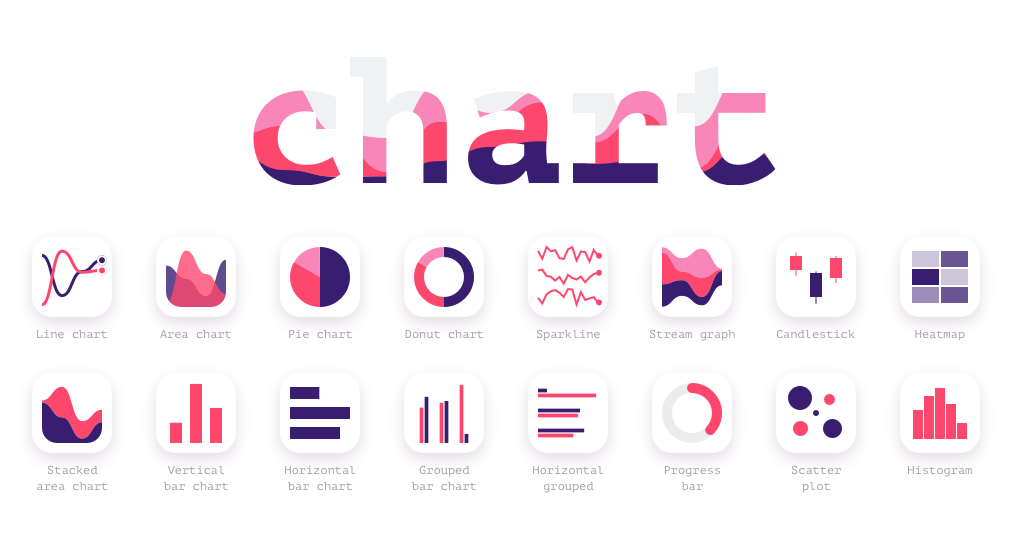 chart
Line chart
Area chart
Pie chart
Donut chart
Sparkline
Stream graph
Candlestick
Heatmap
Stacked
area chart
Vertical
bar chart
Horizontal
bar chart
Grouped
bar chart
Horizontal
grouped
Progress
bar
Scatter
plot
Histogram